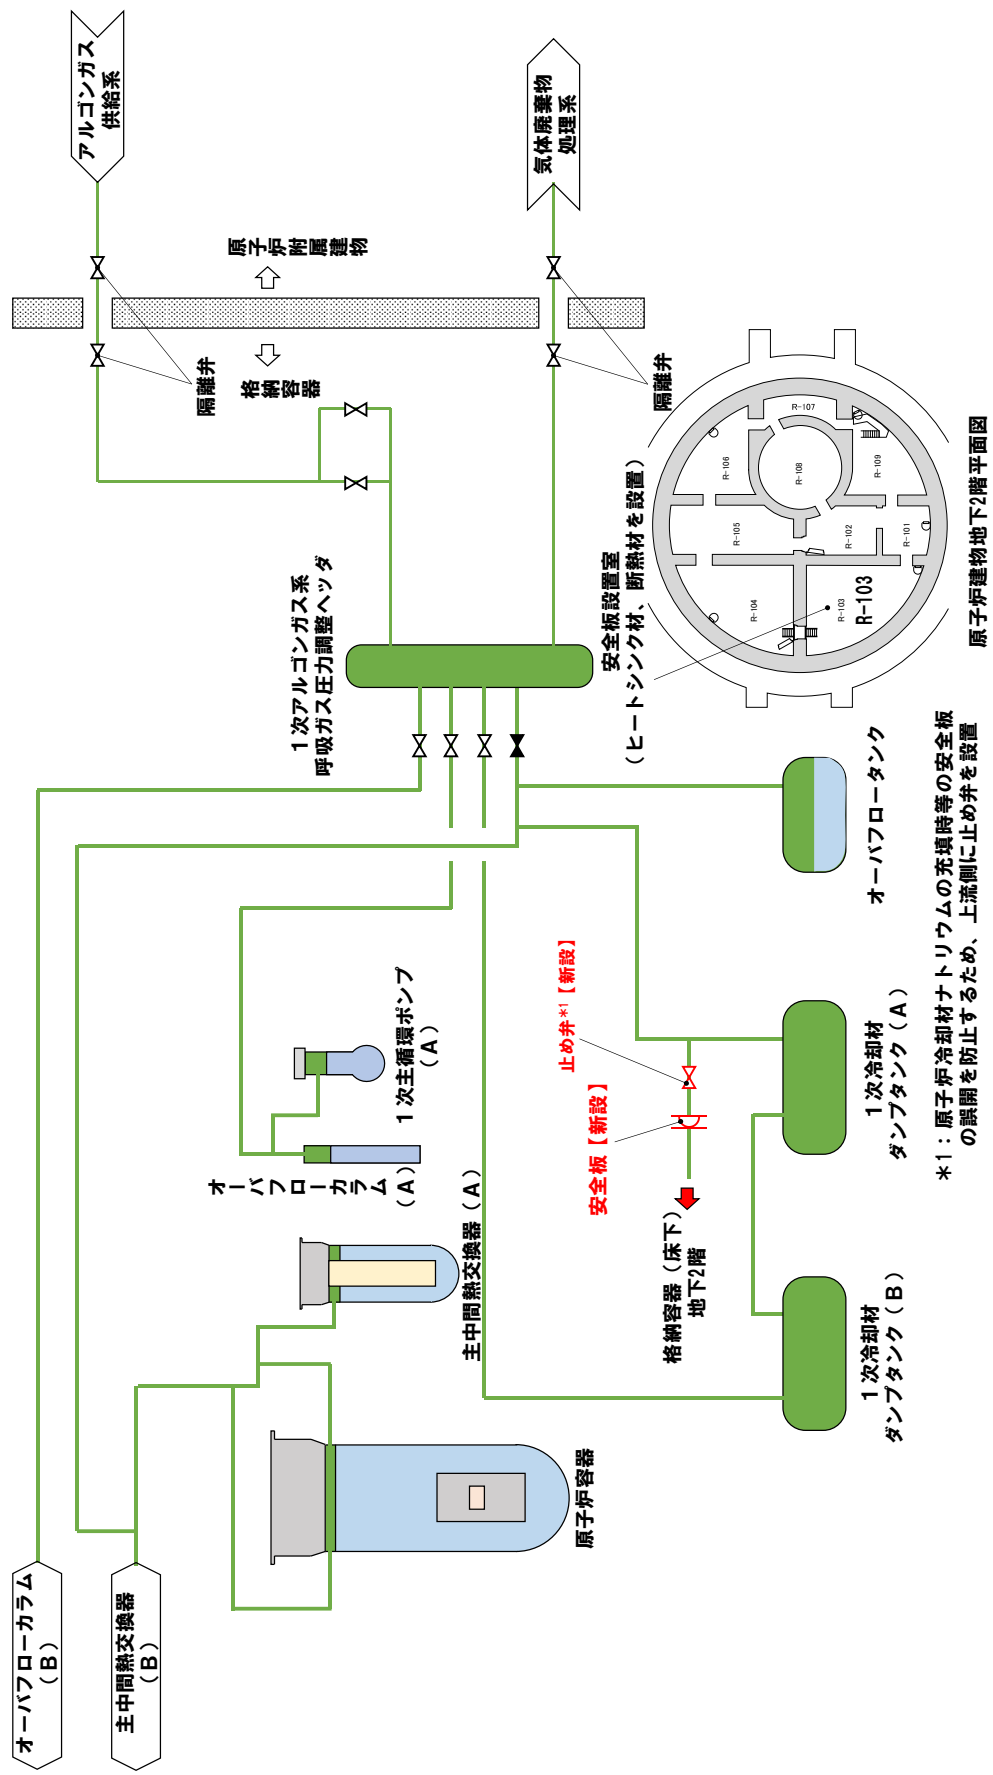 オーバフローカラム
（B）
主中間熱交換器
（B）
原子炉容器
主中間熱交換器（A）
オーバフローカラム
（A）
1次主循環ポンプ
（A）
1次アルゴンガス系
呼吸ガス圧力調整ヘッダ
隔離弁
格納容器
原子炉附属建物
アルゴンガス
供給系
気体廃棄物
処理系
隔離弁
止め弁*1【新設】
安全板【新設】
格納容器（床下）
地下2階
1次冷却材
ダンプタンク（B）
1次冷却材
ダンプタンク（A）
オーバフロータンク
安全板設置室
（ヒートシンク材、断熱材を設置）
R-107
R-106
R-108
R-109
R-105
R-102
R-101
R-104
R-103
R-103
原子炉建物地下2階平面図
*1：原子炉冷却材ナトリウムの充填時等の安全板
の誤開を防止するため、上流側に止め弁を設置